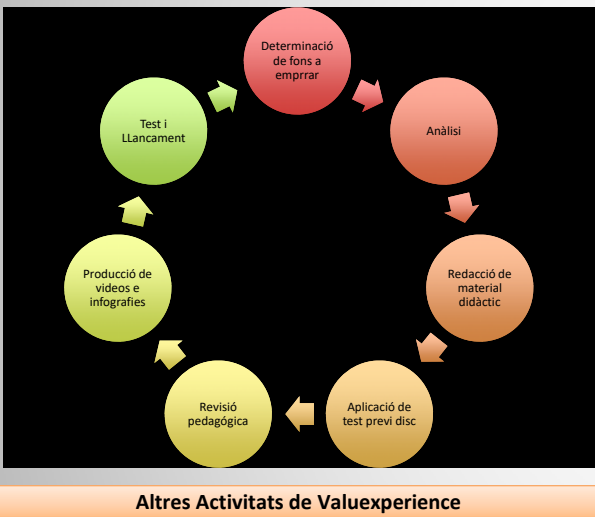 Determinació
de fons a
emprrar
Anàlisi
Redacció de
material
didàctic
Aplicació de
test previ disc
Revisió
pedagógica
Producció de
videos e
infografies
Test i
LLancament
Altres Activitats de Valuexperience